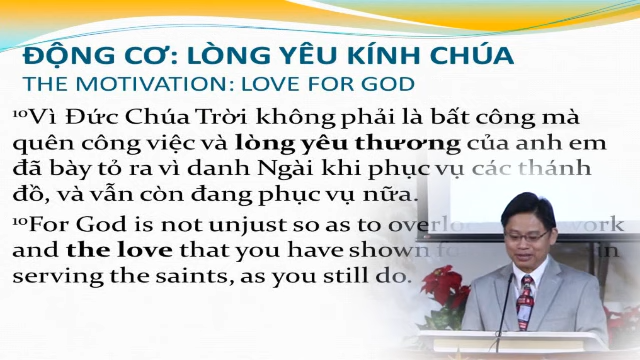 ĐỘNG CƠ: LÒNG YÊU KÍNH CHÚA
THE MOTIVATION: LOVE FOR GOD
¹⁰Vì Đức Chúa Trời không phải là bất công mà
quên công việc và lòng yêu thương của anh em
đã bày tỏ ra vì danh Ngài khi phục vụ các thánh
đồ, và vẫn còn đang phục vụ nữa.
¹⁰For God is not unjust so as to work
and the love that you have shown in
serving the saints, as you still do.